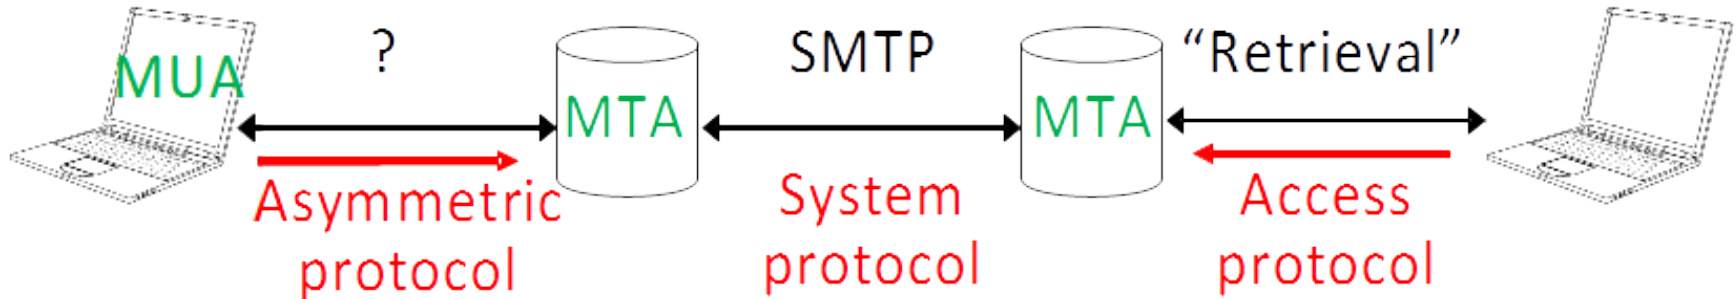 MUA
?
MTA
SMTP
MTA
“Retrieval”
Asymmetric
protocol
System
protocol
Access
protocol